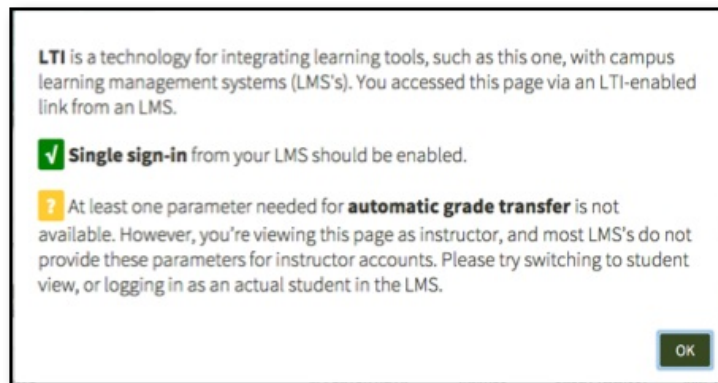 LTI is a technology for integrating learning tools, such as this one, with campus
learning management systems (LMS's). You accessed this page via an LTI-enabled
link from an LMS.
√ Single sign-in from your LMS should be enabled.
? At least one parameter needed for automatic grade transfer is not
available. However, you're viewing this page as instructor, and most LMS's do not
provide these parameters for instructor accounts. Please try switching to student
view, or logging in as an actual student in the LMS.
OK